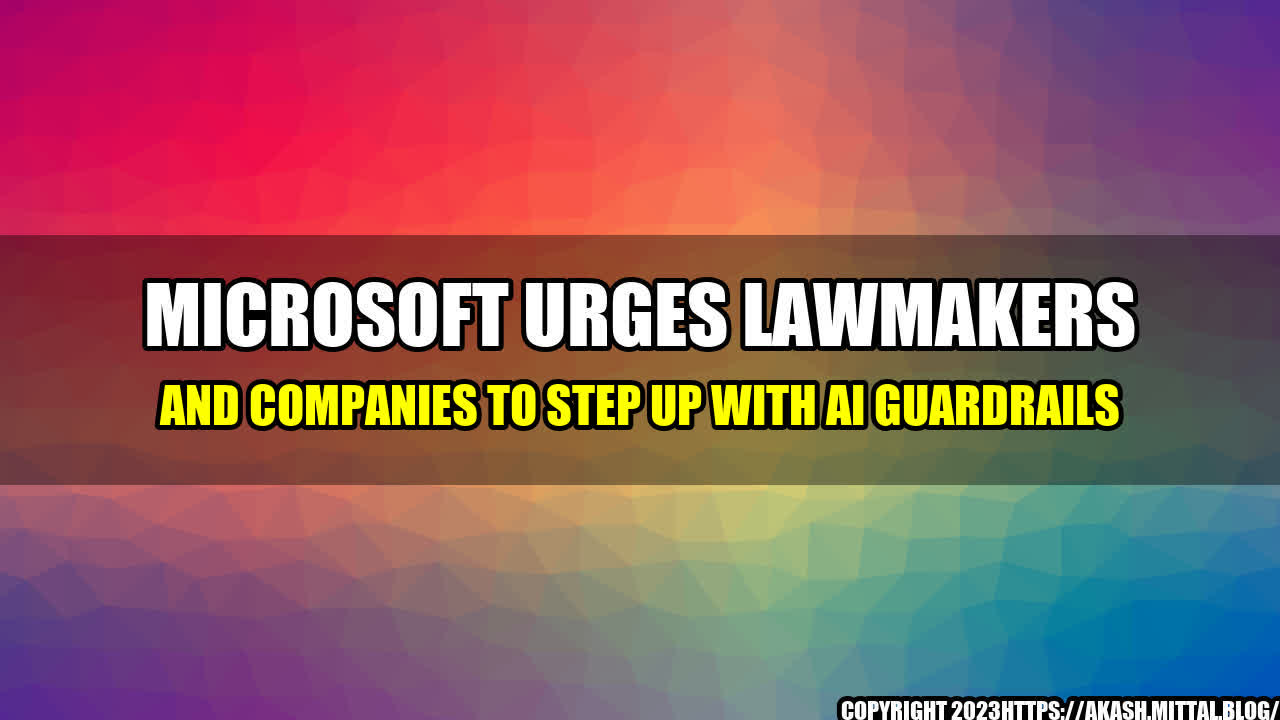 MICROSOFT URGES LAWMAKERS
AND COMPANIES TO STEP UP WITH AI GUARDRAILS
COPYRIGHT 2023HTTPS://AKASH.MITTAL.BLOG/